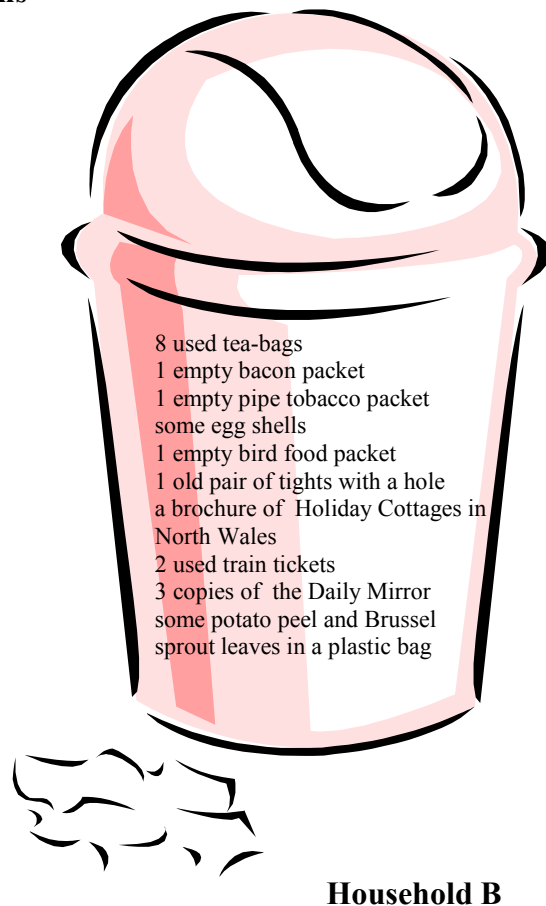 8 used tea-bags
1 empty bacon packet
1 empty pipe tobacco packet
some egg shells
1 empty bird food packet
1 old pair of tights with a hole
a brochure of Holiday Cottages in
North Wales
2 used train tickets
3 copies of the Daily Mirror
some potato peel and Brussel
sprout leaves in a plastic bag
Household B